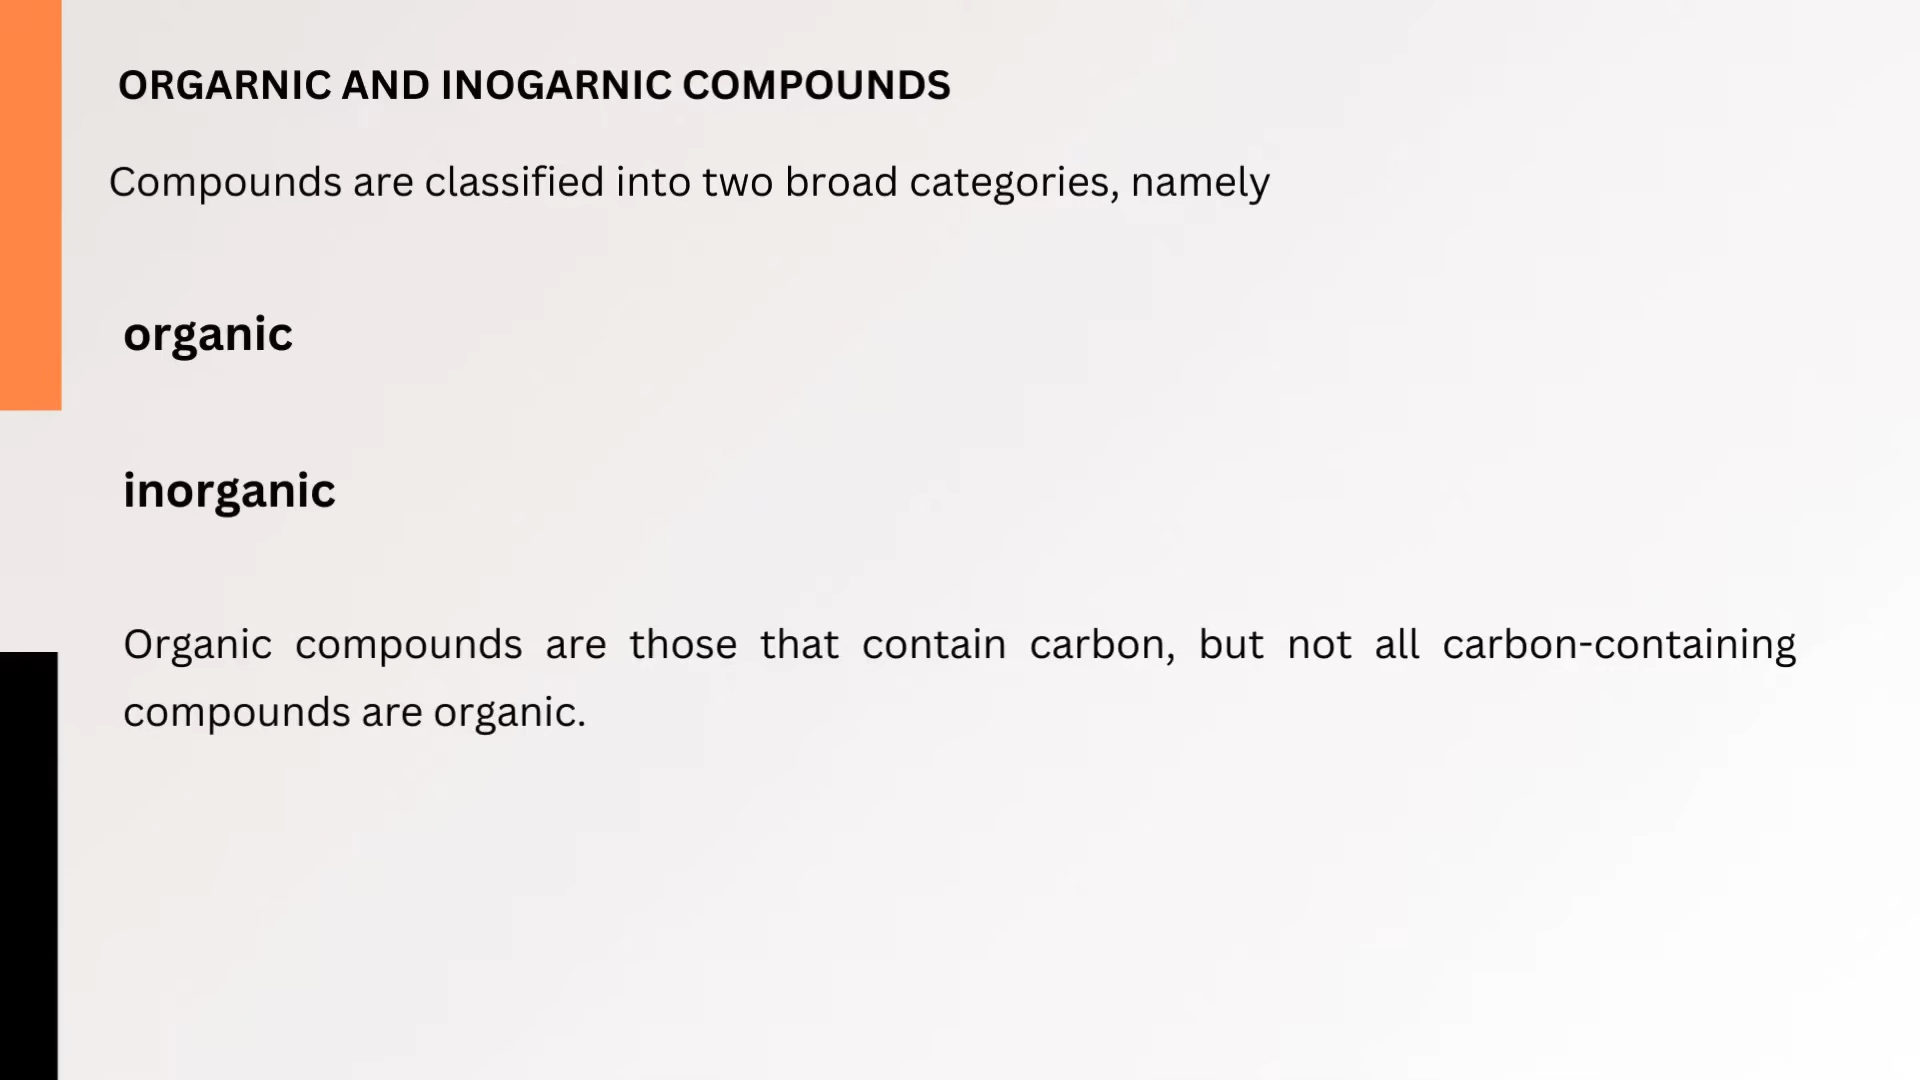 ORGARNIC AND INOGARNIC COMPOUNDS
Compounds are classified into two broad categories, namely
organic
inorganic
Organic compounds are those that contain carbon, but not all carbon-containing
compounds are organic.